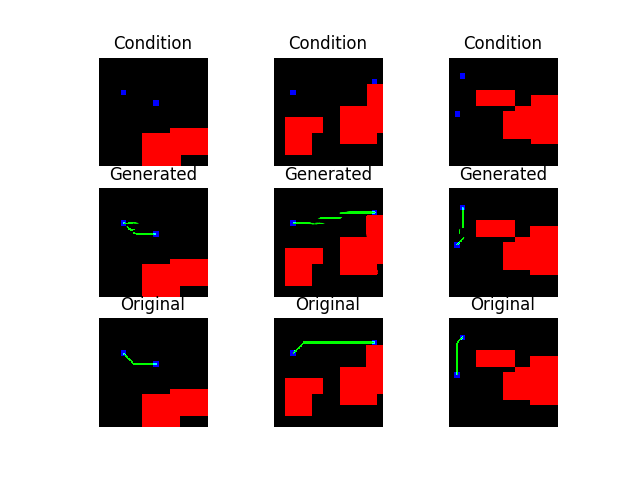 Condition Condition Condition
Generated Generated Generated
Original Original Original